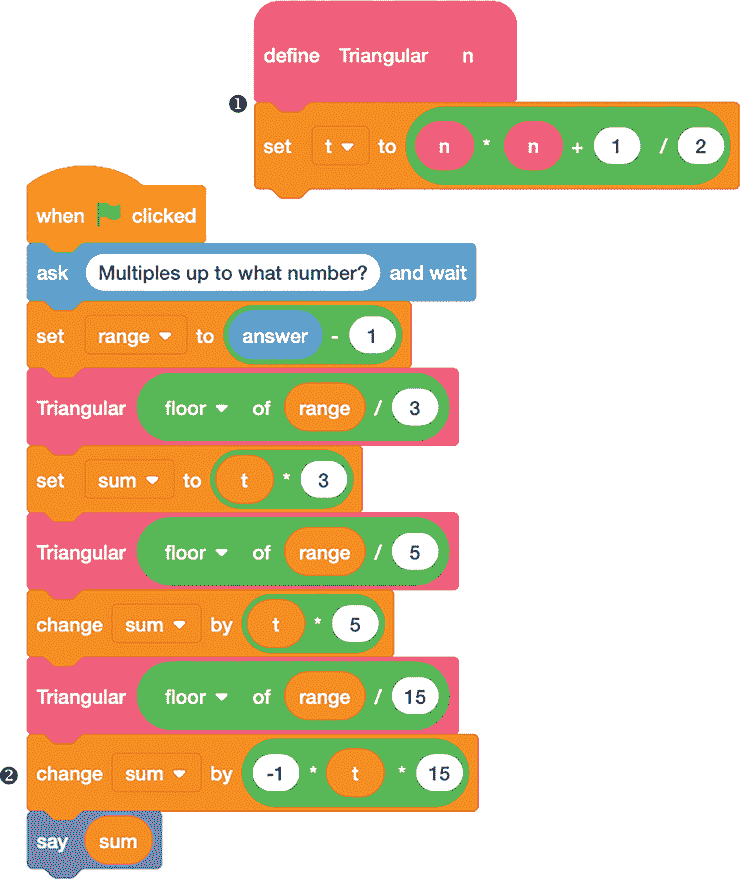 define Triangular n
❶
set t to n * n + 1 / 2
when clicked
ask Multiples up to what number? and wait
set range to answer - 1
Triangular floor of range / 3
set sum to t * 3
Triangular floor of range / 5
change sum by t * 5
Triangular floor of range / 15
❷ change sum by -1 * t * 15
say sum